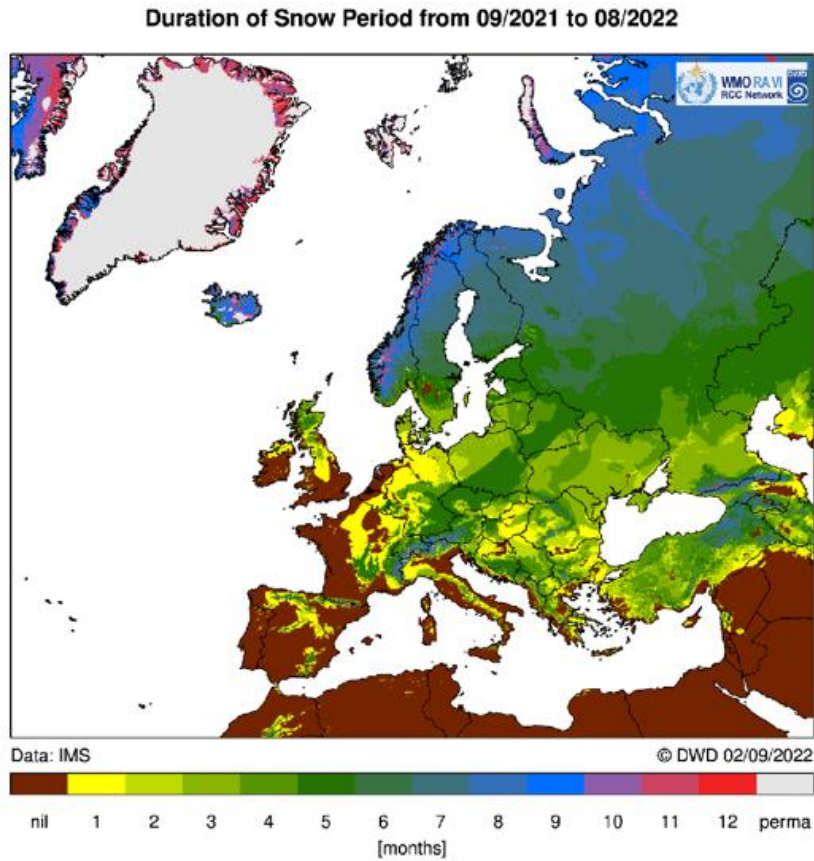 Duration of Snow Period from 09/2021 to 08/2022
WMO RA VI
RCC Network
DWD
Data: IMS
© DWD 02/09/2022
nil 1 2 3 4 5 6 7 8 9 10 11 12 perma
[months]